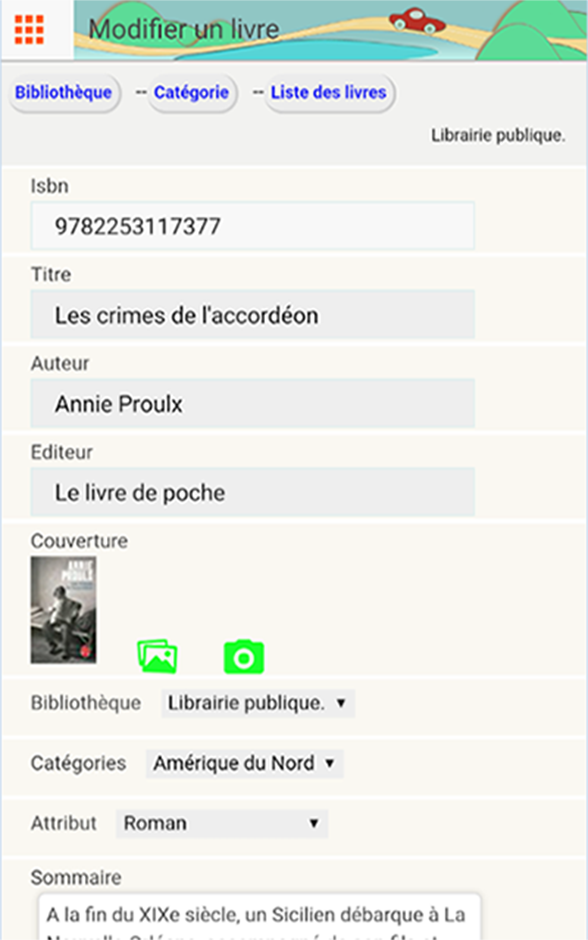 Modifier un livre
Bibliothèque -- Catégorie -- Liste des livres
Librairie publique.
Isbn
9782253117377
Titre
Les crimes de l'accordéon
Auteur
Annie Proulx
Editeur
Le livre de poche
Couverture
ANNIE
PROULX
Bibliothèque Librairie publique. ▼
Catégories Amérique du Nord ▼
Attribut Roman ▼
Sommaire
A la fin du XIXe siècle, un Sicilien débarque à La